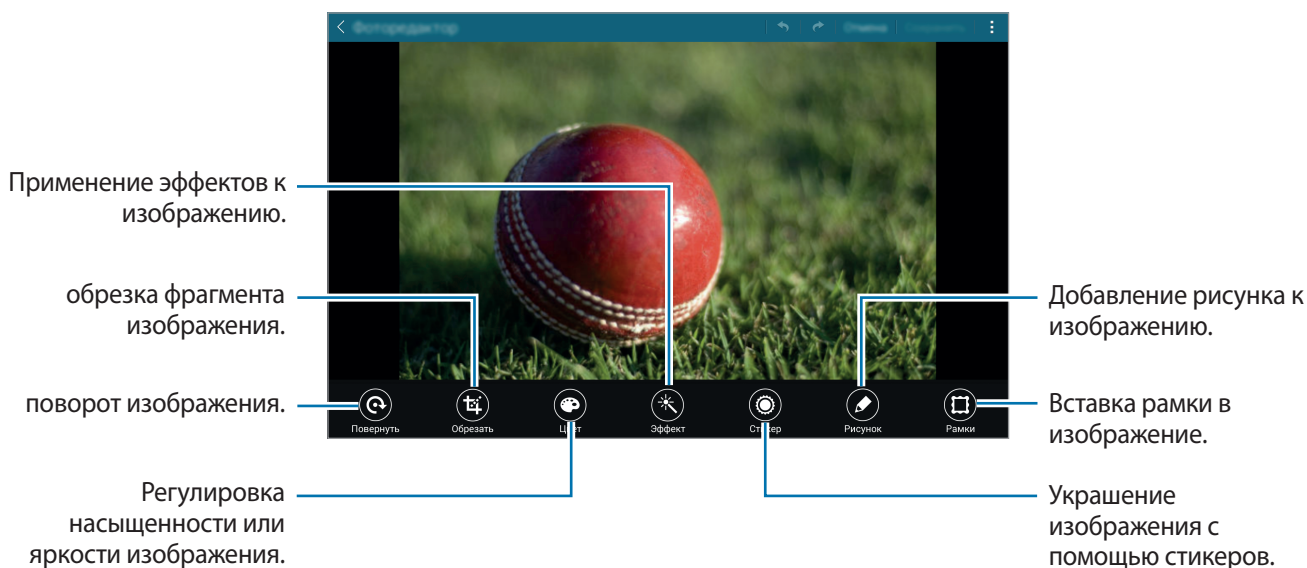 Фоторедактор
Отмена
Применение эффектов к
изображению.
обрезка фрагмента
изображения.
поворот изображения.
Регулировка
насыщенности или
яркости изображения.
Повернуть
Обрезать
Эффект
Рисунок
Рамки
Добавление рисунка к
изображению.
Вставка рамки в
изображение.
Украшение
изображения с
помощью стикеров.